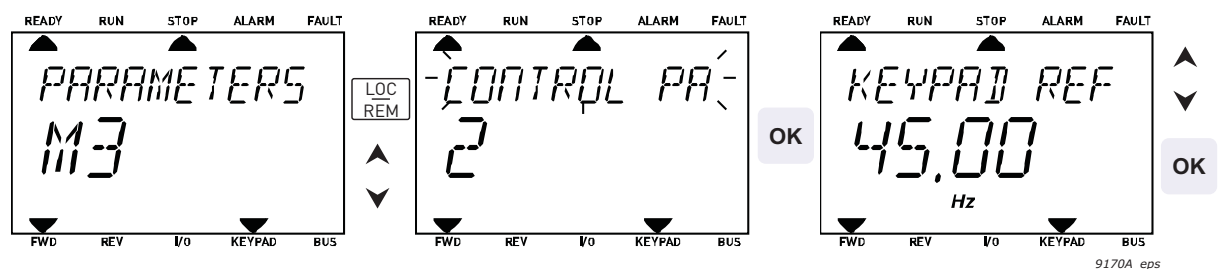 READY RUN STOP ALARM FAULT
PARAMETERS
M3
FWD REV I/O KEYPAD BUS
LOC
REM
READY RUN STOP ALARM FAULT
CONTROL PA
2
FWD REV I/O KEYPAD BUS
OK
READY RUN STOP ALARM FAULT
KEYPAD REF
45.00
Hz
FWD REV I/O KEYPAD BUS
OK
9170A_eps